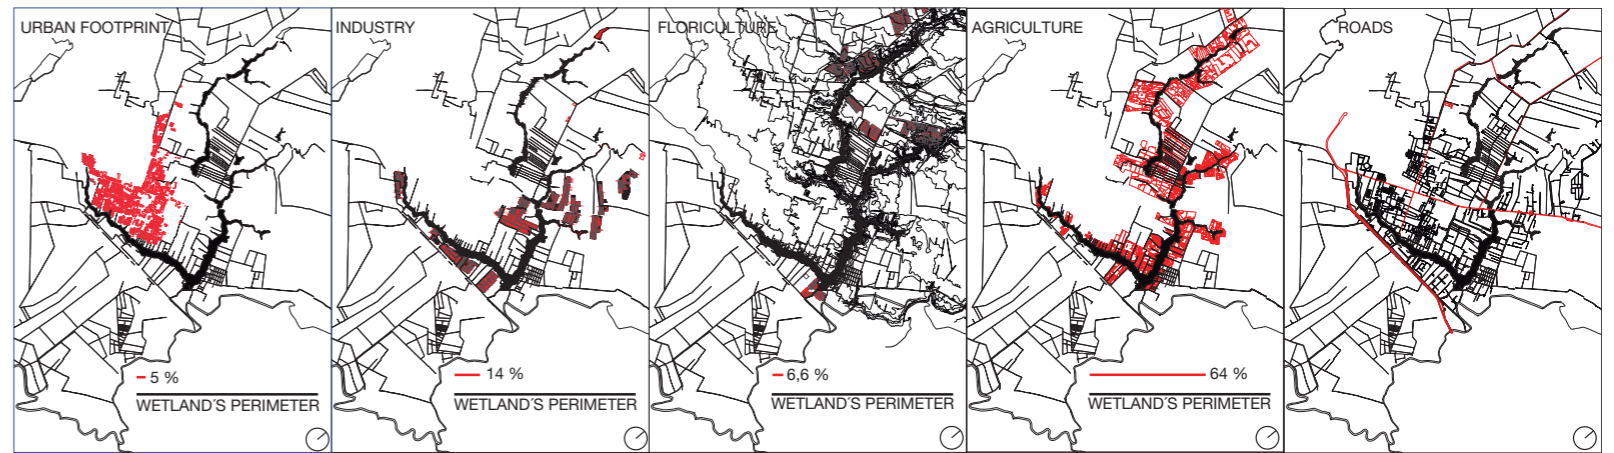 URBAN FOOTPRINT
INDUSTRY
FLORICULTURE
AGRICULTURE
ROADS
5 %
WETLAND´S PERIMETER
14 %
WETLAND´S PERIMETER
6,6 %
WETLAND´S PERIMETER
64 %
WETLAND´S PERIMETER